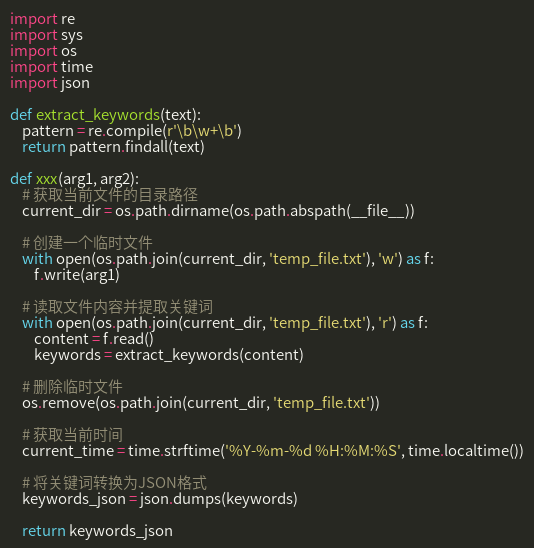 import re
import sys
import os
import time
import json

def extract_keywords(text):
    pattern = re.compile(r'\b\w+\b')
    return pattern.findall(text)

def xxx(arg1, arg2):
    # 获取当前文件的目录路径
    current_dir = os.path.dirname(os.path.abspath(__file__))

    # 创建一个临时文件
    with open(os.path.join(current_dir, 'temp_file.txt'), 'w') as f:
        f.write(arg1)

    # 读取文件内容并提取关键词
    with open(os.path.join(current_dir, 'temp_file.txt'), 'r') as f:
        content = f.read()
        keywords = extract_keywords(content)

    # 删除临时文件
    os.remove(os.path.join(current_dir, 'temp_file.txt'))

    # 获取当前时间
    current_time = time.strftime('%Y-%m-%d %H:%M:%S', time.localtime())

    # 将关键词转换为JSON格式
    keywords_json = json.dumps(keywords)

    return keywords_json